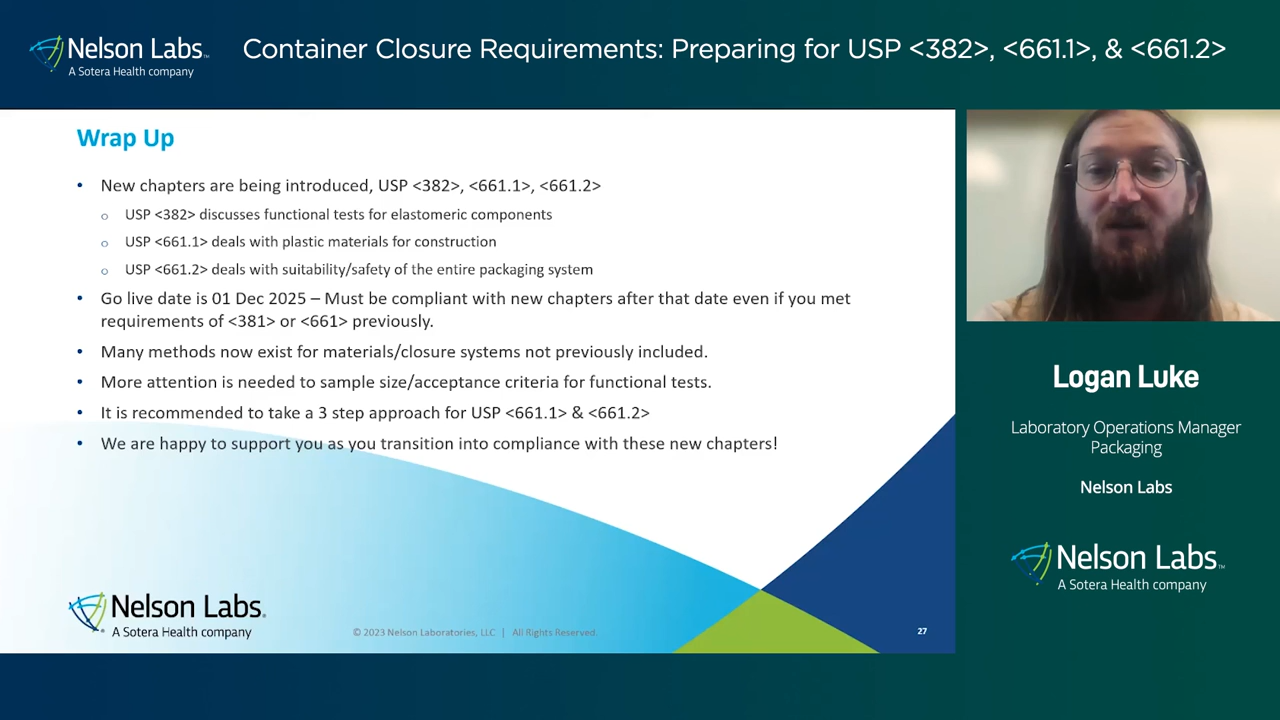 Nelson Labs™
A Sotera Health company
Container Closure Requirements: Preparing for USP <382>, <661.1>, & <661.2>
Wrap Up
• New chapters are being introduced, USP <382>, <661.1>, <661.2>
o USP <382> discusses functional tests for elastomeric components
o USP <661.1> deals with plastic materials for construction
o USP <661.2> deals with suitability/safety of the entire packaging system
• Go live date is 01 Dec 2025 – Must be compliant with new chapters after that date even if you met
requirements of <381> or <661> previously.
• Many methods now exist for materials/closure systems not previously included.
• More attention is needed to sample size/acceptance criteria for functional tests.
• It is recommended to take a 3 step approach for USP <661.1> & <661.2>
• We are happy to support you as you transition into compliance with these new chapters!
Nelson Labs®
A Sotera Health company
© 2023 Nelson Laboratories, LLC | All Rights Reserved.
27
Logan Luke
Laboratory Operations Manager
Packaging
Nelson Labs
Nelson Labs™
A Sotera Health company